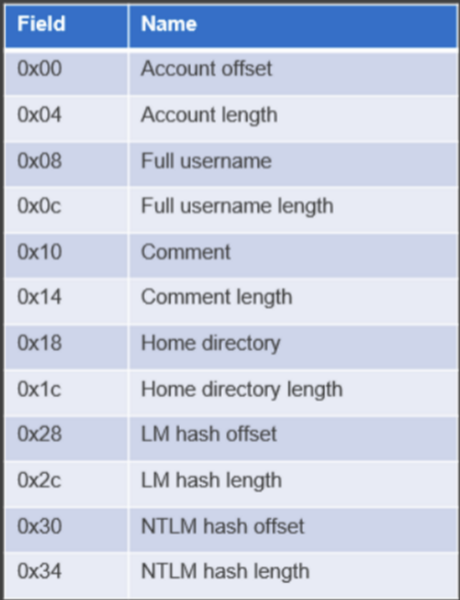 Field Name
0x00 Account offset
0x04 Account length
0x08 Full username
0x0c Full username length
0x10 Comment
0x14 Comment length
0x18 Home directory
0x1c Home directory length
0x28 LM hash offset
0x2c LM hash length
0x30 NTLM hash offset
0x34 NTLM hash length